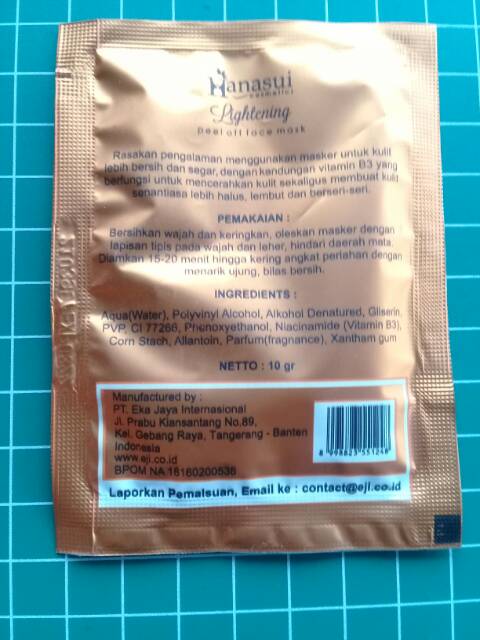 Hanasui
cosmetics
Lightening
peel off face mask
Rasakan pengalaman menggunakan masker untuk kulit
lebih bersih dan segar, dengan kandungan vitamin B3 yang
berfungsi untuk mencerahkan kulit sekaligus membuat kulit
senantiasa lebih halus, lembut dan berseri-seri.
PEMAKAIAN :
Bersihkan wajah dan keringkan, oleskan masker dengan
lapisan tipis pada wajah dan leher, hindari daerah mata.
Diamkan 15-20 menit hingga kering angkat perlahan dengan
menarik ujung, bilas bersih.
INGREDIENTS :
Aqua(Water), Polyvinyl Alcohol, Alkohol Denatured, Gliserin,
PVP, CI 77266, Phenoxyethanol, Niacinamide (Vitamin B3),
Corn Stach, Allantoin, Parfum(fragrance), Xantham gum
NETTO : 10 gr
Manufactured by :
PT. Eka Jaya Internasional
Jl. Prabu Kiansantang No.89,
Kel. Gebang Raya, Tangerang - Banten
Indonesia
www.eji.co.id
BPOM NA 18160200536
8 998823 551248
Laporkan Pemalsuan, Email ke : contact@eji.co.id